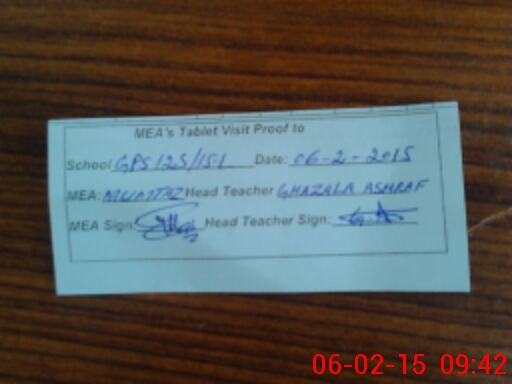 MEA's Tablet Visit Proof to
School GPS 125/15-L Date: 06-2-2015
MEA: MUMTAZ Head Teacher GHAZALA ASHRAF
MEA Sign: Head Teacher Sign: G.A
06-02-15 09:42